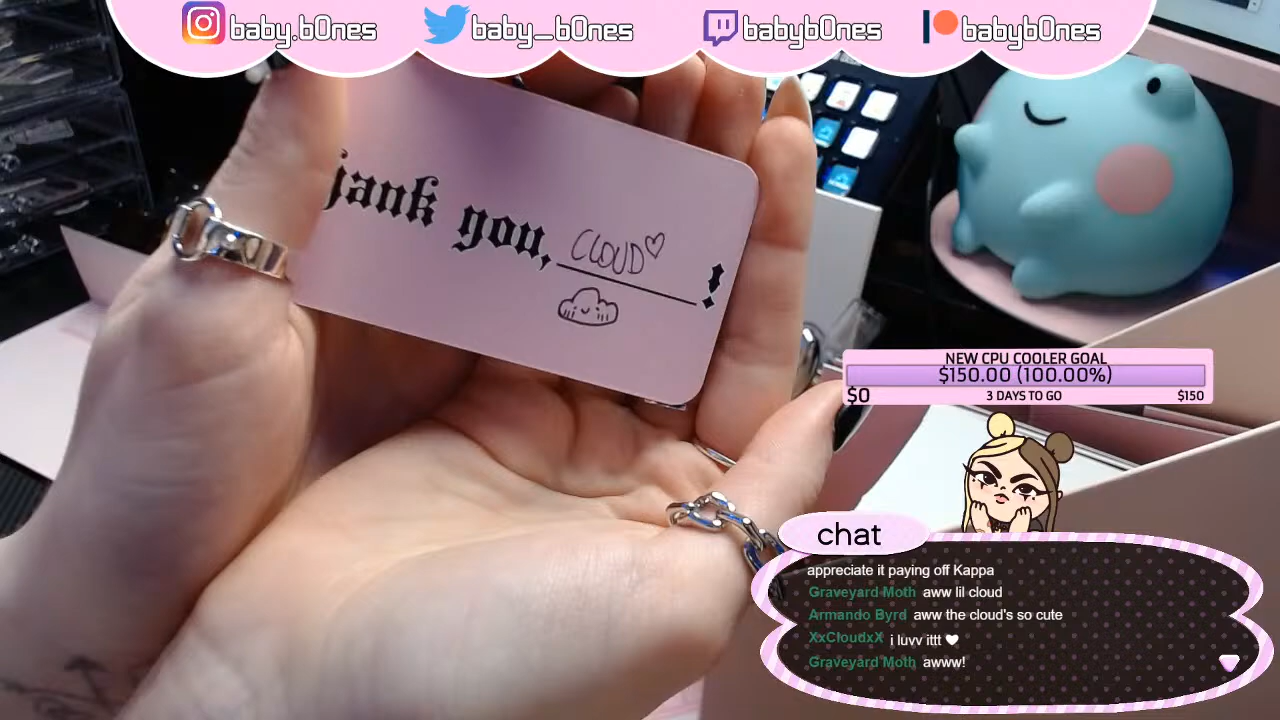 baby.b0nes baby_b0nes babyb0nes babyb0nes
you, CLOUD♡ !
NEW CPU COOLER GOAL
$150.00 (100.00%)
$0 3 DAYS TO GO $150
chat
appreciate it paying off Kappa
Graveyard Moth aww lil cloud
Armando Byrd aww the cloud's so cute
XxCloudxX i luvv ittt ♥
Graveyard Moth awww!